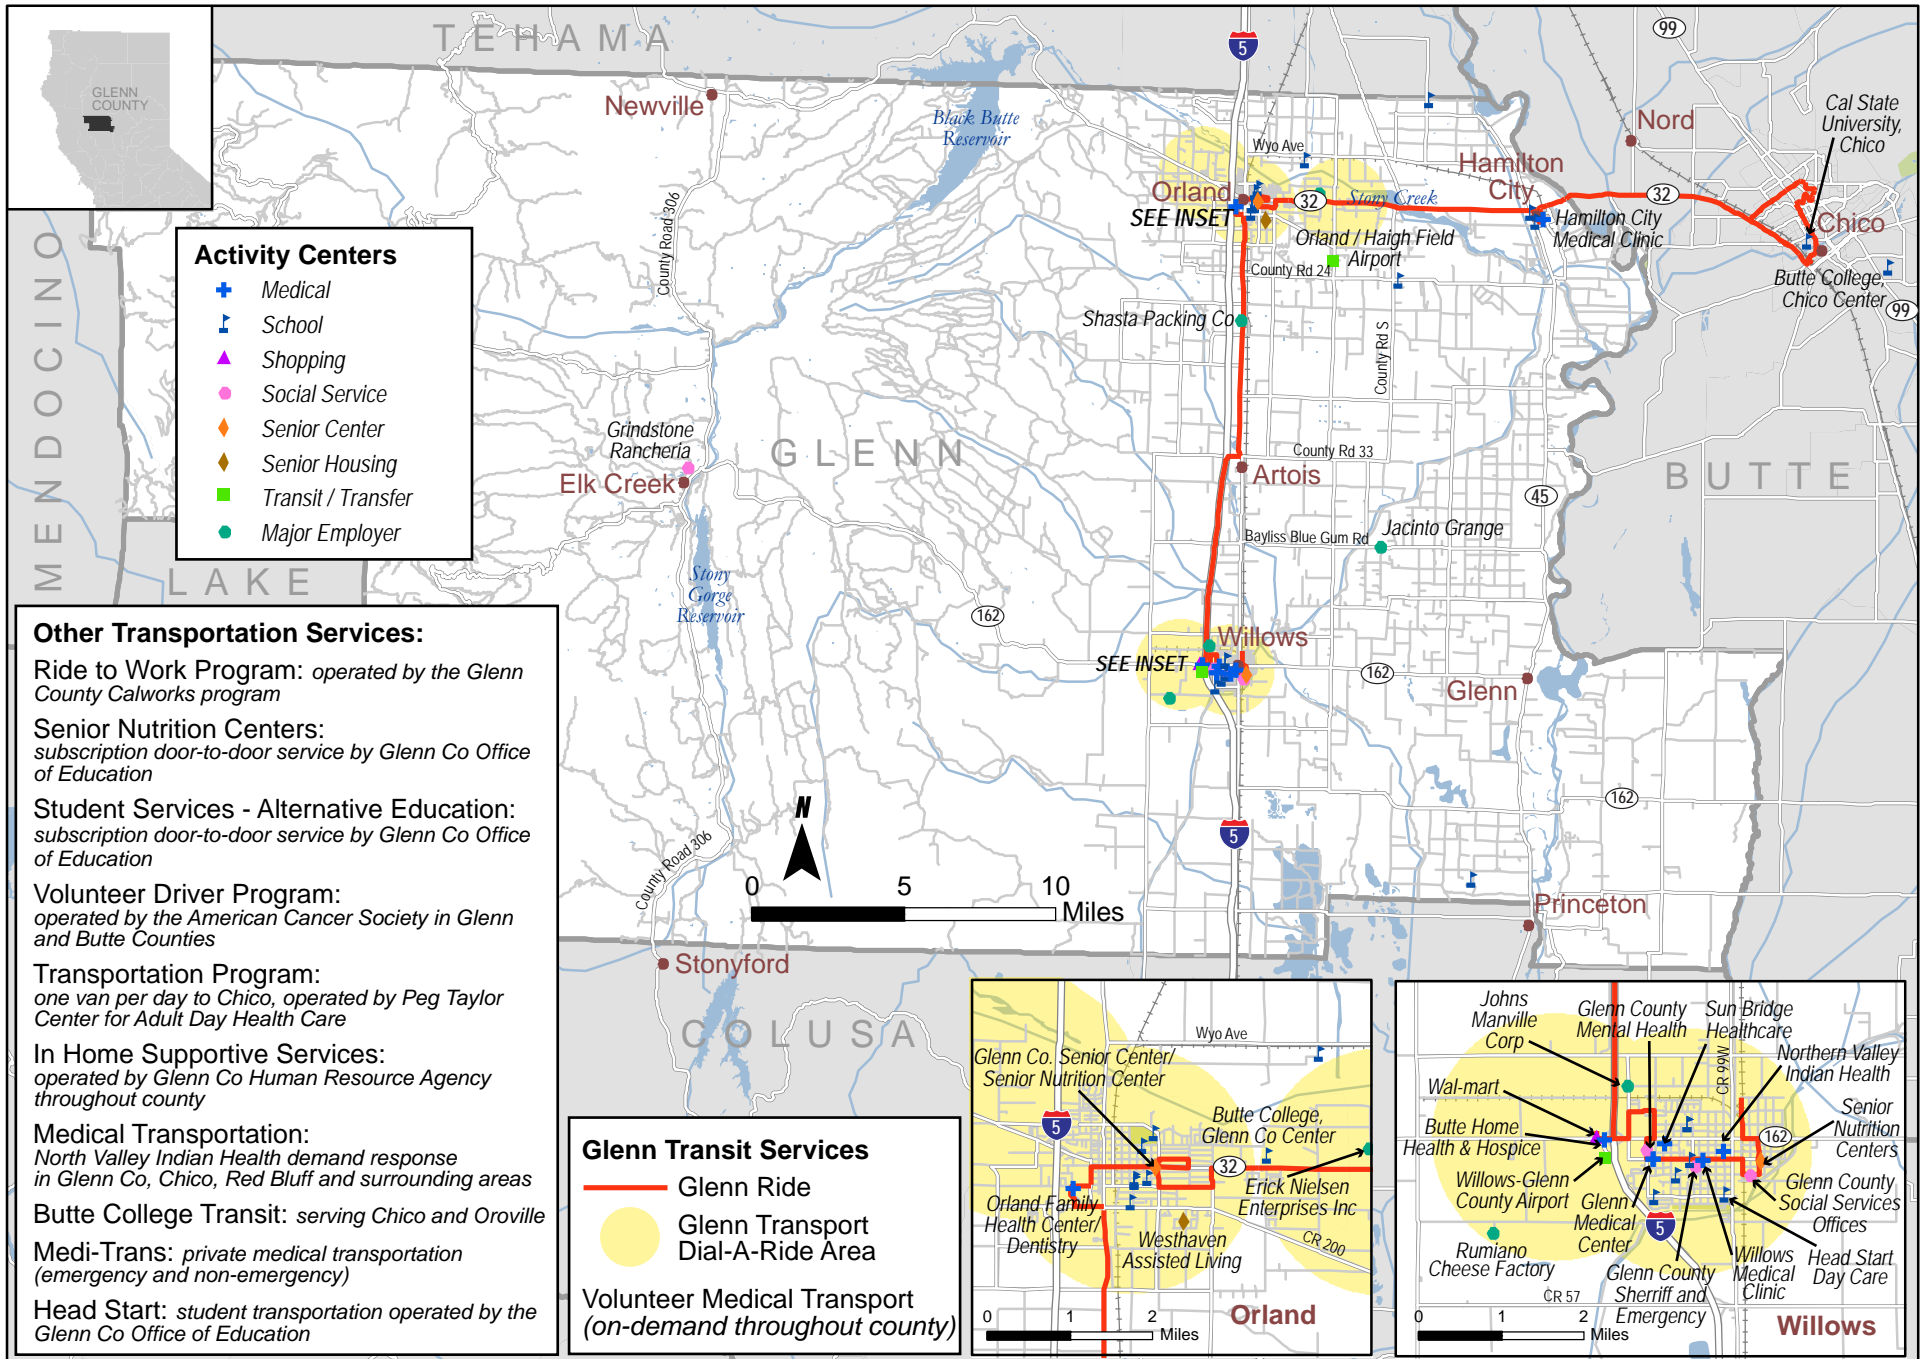 TEHAMA
MENDOCINO
LAKE
GLENN
BUTTE
COLUSA
GLENN
COUNTY
Activity Centers
Medical
School
Shopping
Social Service
Senior Center
Senior Housing
Transit / Transfer
Major Employer
Newville
County Road 306
Black Butte
Reservoir
5
99
Nord
Cal State
University,
Chico
Wyo Ave
Hamilton
City
Orland
SEE INSET
32
Stony Creek
32
Hamilton City
Medical Clinic
Chico
Orland / Haigh Field
Airport
County Rd 24
Butte College,
Chico Center
99
Shasta Packing Co
County Rd S
Grindstone
Rancheria
Elk Creek
County Rd 33
Artois
45
Bayliss Blue Gum Rd
Jacinto Grange
Stony
Gorge
Reservoir
162
Willows
SEE INSET
162
Glenn
162
5
County Road 306
N
0 5 10
Miles
Princeton
Stonyford
Other Transportation Services:
Ride to Work Program: operated by the Glenn
County Calworks program
Senior Nutrition Centers:
subscription door-to-door service by Glenn Co Office
of Education
Student Services - Alternative Education:
subscription door-to-door service by Glenn Co Office
of Education
Volunteer Driver Program:
operated by the American Cancer Society in Glenn
and Butte Counties
Transportation Program:
one van per day to Chico, operated by Peg Taylor
Center for Adult Day Health Care
In Home Supportive Services:
operated by Glenn Co Human Resource Agency
throughout county
Medical Transportation:
North Valley Indian Health demand response
in Glenn Co, Chico, Red Bluff and surrounding areas
Butte College Transit: serving Chico and Oroville
Medi-Trans: private medical transportation
(emergency and non-emergency)
Head Start: student transportation operated by the
Glenn Co Office of Education
Glenn Transit Services
Glenn Ride
Glenn Transport
Dial-A-Ride Area
Volunteer Medical Transport
(on-demand throughout county)
Wyo Ave
Glenn Co. Senior Center/
Senior Nutrition Center
5
Butte College,
Glenn Co Center
32
Orland Family
Health Center/
Dentistry
Erick Nielsen
Enterprises Inc
Westhaven
Assisted Living
CR 200
0 1 2
Miles
Orland
Johns
Manville
Corp
Glenn County
Mental Health
Sun Bridge
Healthcare
CR 99W
Northern Valley
Indian Health
Wal-mart
Butte Home
Health & Hospice
Senior
Nutrition
Centers
162
Willows-Glenn
County Airport
Glenn
Medical
Center
5
Glenn County
Social Services
Offices
Rumiano
Cheese Factory
Glenn County
Sherriff and
Emergency
Willows
Medical
Clinic
Head Start
Day Care
CR 57
0 1 2
Miles
Willows